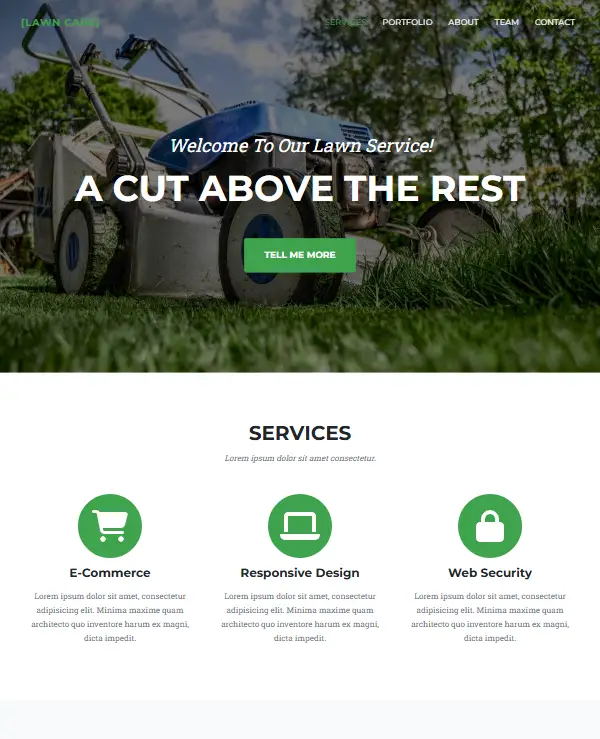 [LAWN CARE]
SERVICES PORTFOLIO ABOUT TEAM CONTACT
Welcome To Our Lawn Service!
A CUT ABOVE THE REST
TELL ME MORE
SERVICES
Lorem ipsum dolor sit amet consectetur.
E-Commerce
Lorem ipsum dolor sit amet, consectetur
adipisicing elit. Minima maxime quam
architecto quo inventore harum ex magni,
dicta impedit.
Responsive Design
Lorem ipsum dolor sit amet, consectetur
adipisicing elit. Minima maxime quam
architecto quo inventore harum ex magni,
dicta impedit.
Web Security
Lorem ipsum dolor sit amet, consectetur
adipisicing elit. Minima maxime quam
architecto quo inventore harum ex magni,
dicta impedit.